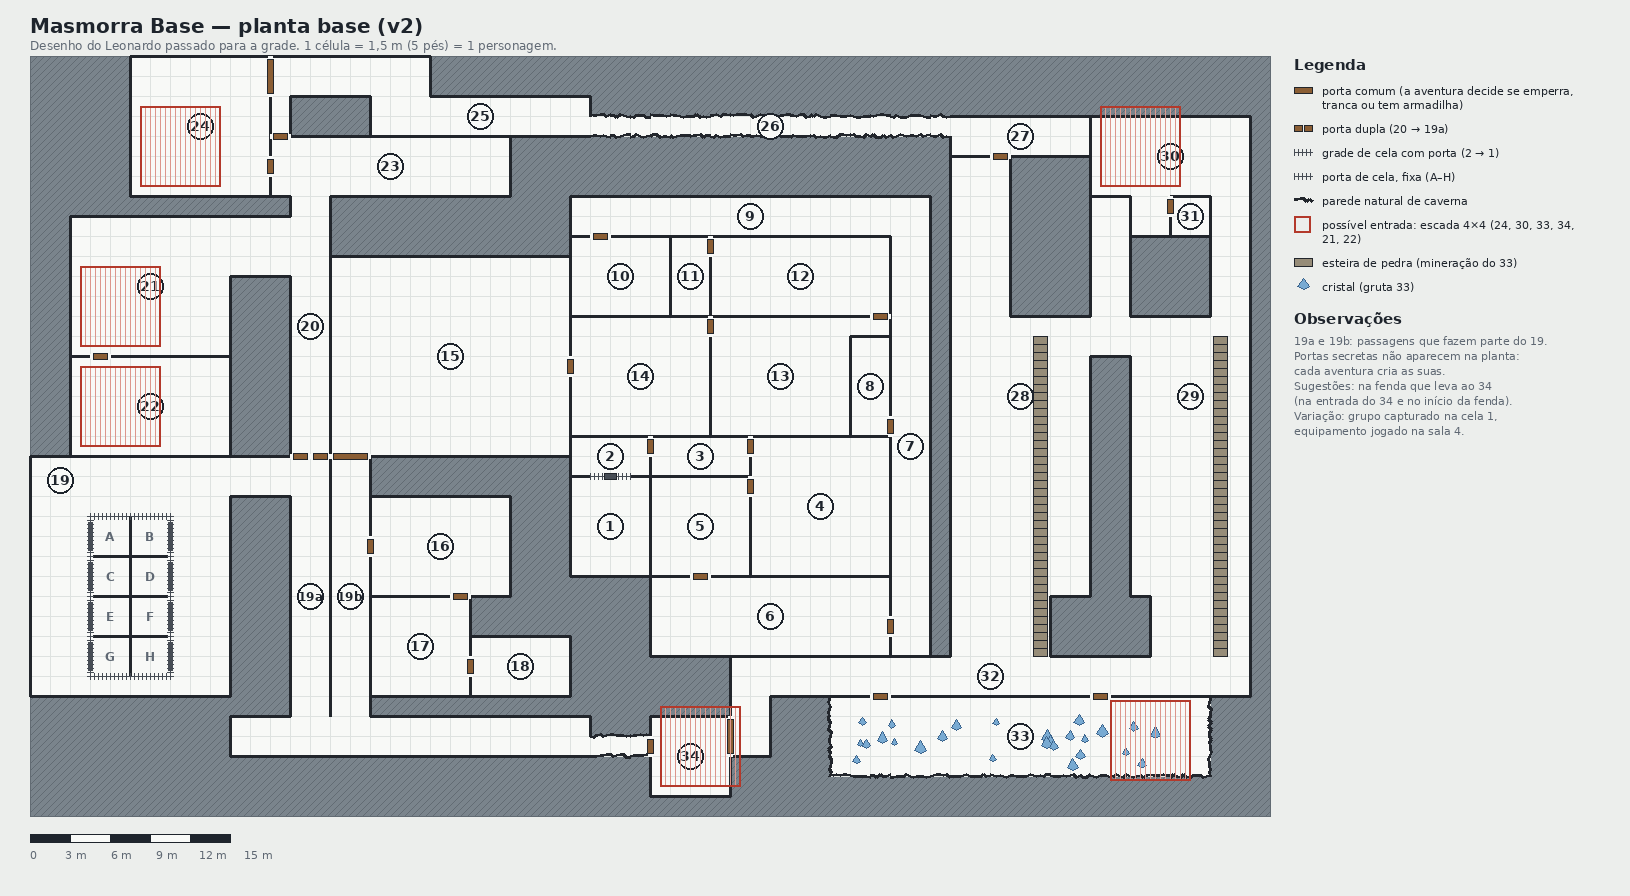 Masmorra Base — planta base (v2)
Desenho do Leonardo passado para a grade. 1 célula = 1,5 m (5 pés) = 1 personagem.
24
25
26
27
30
23
31
9
21
20
10
11
12
15
14
13
8
28
29
22
7
19
2
3
1
5
4
A B
C D
E F
G H
16
19a
19b
17
18
6
32
34
33
0 3 m 6 m 9 m 12 m 15 m
Legenda
porta comum (a aventura decide se emperra,
tranca ou tem armadilha)
porta dupla (20 → 19a)
grade de cela com porta (2 → 1)
porta de cela, fixa (A–H)
parede natural de caverna
possível entrada: escada 4×4 (24, 30, 33, 34,
21, 22)
esteira de pedra (mineração do 33)
cristal (gruta 33)
Observações
19a e 19b: passagens que fazem parte do 19.
Portas secretas não aparecem na planta:
cada aventura cria as suas.
Sugestões: na fenda que leva ao 34
(na entrada do 34 e no início da fenda).
Variação: grupo capturado na cela 1,
equipamento jogado na sala 4.